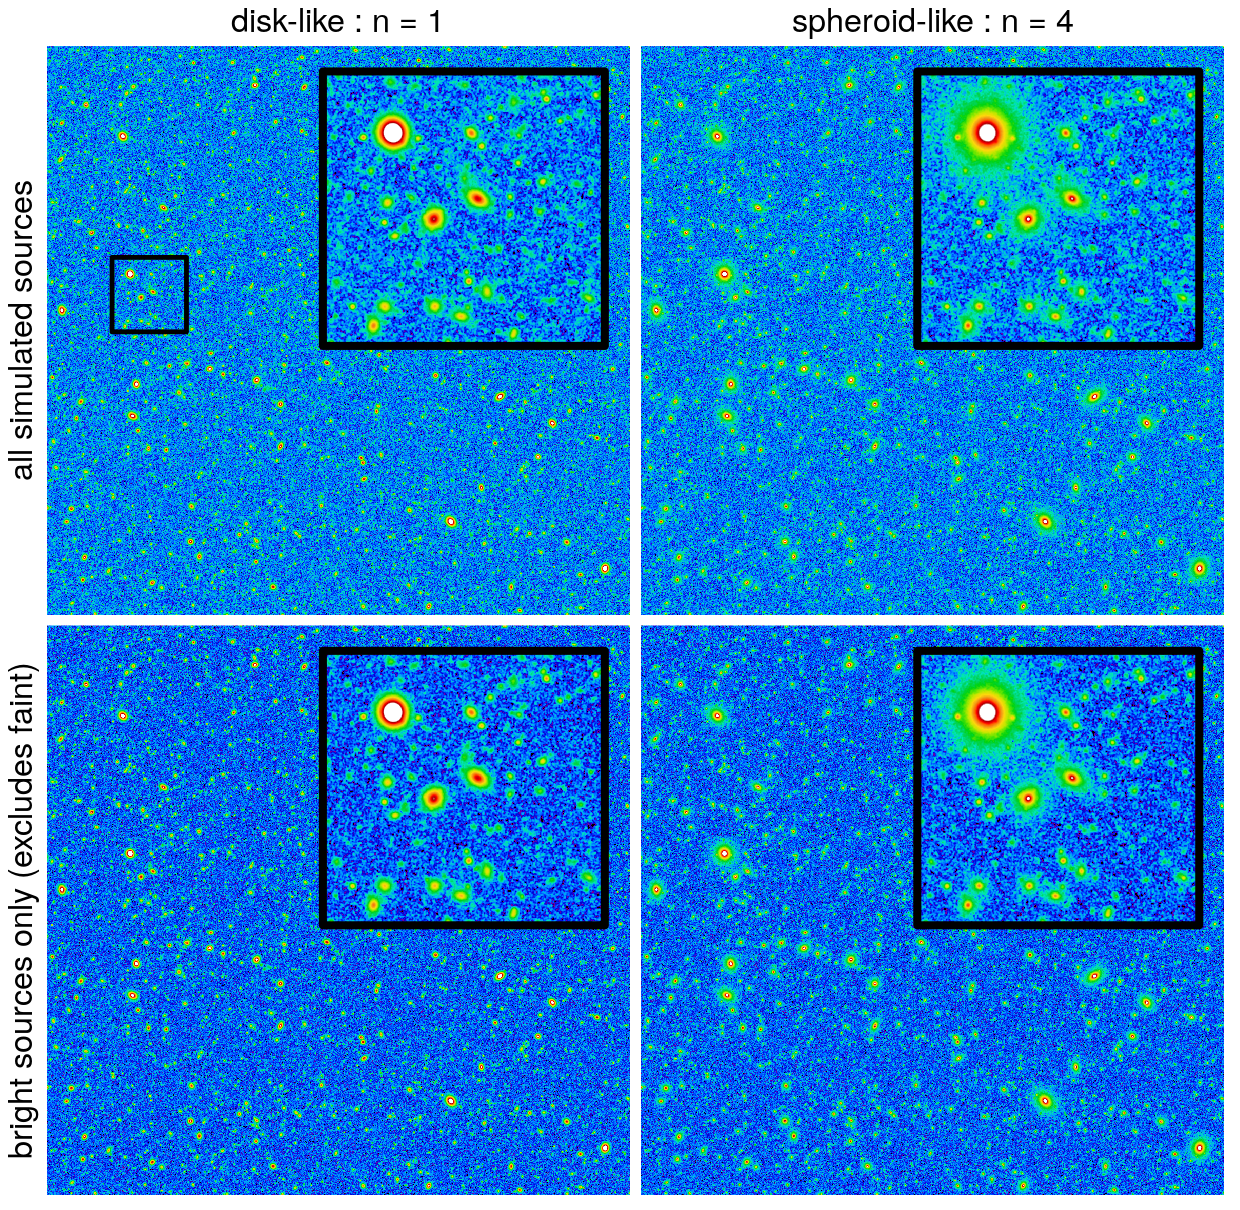 disk-like : n = 1
spheroid-like : n = 4
all simulated sources
bright sources only (excludes faint)